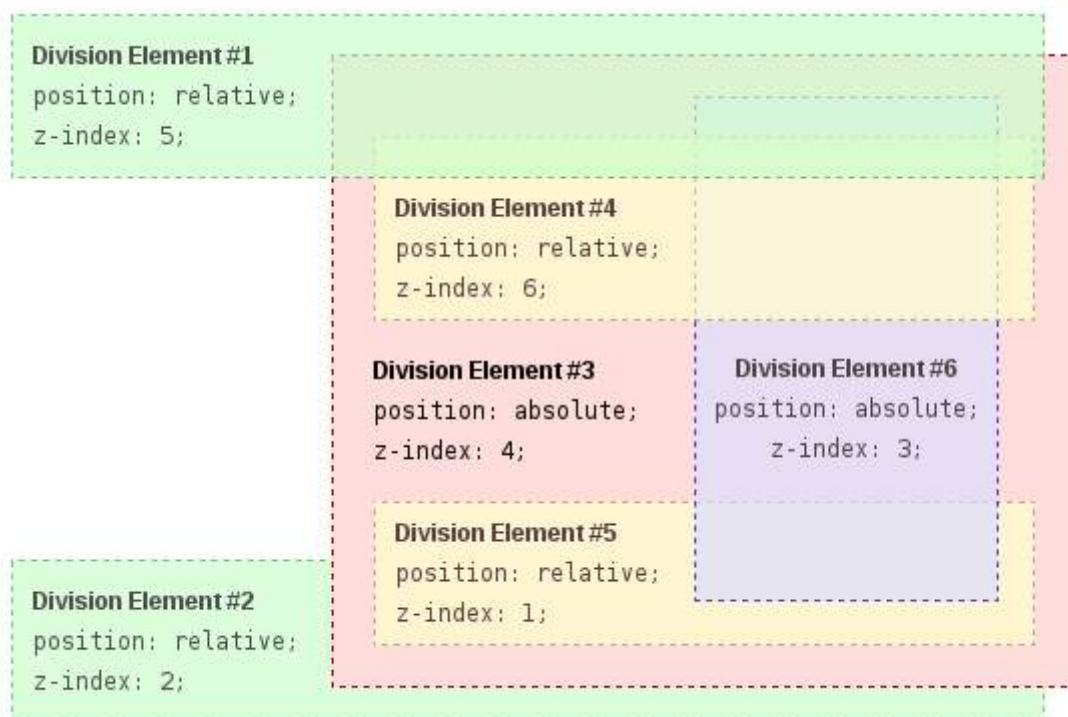 Division Element #1
position: relative;
z-index: 5;
Division Element #4
position: relative;
z-index: 6;
Division Element #3
position: absolute;
z-index: 4;
Division Element #6
position: absolute;
z-index: 3;
Division Element #5
position: relative;
z-index: 1;
Division Element #2
position: relative;
z-index: 2;